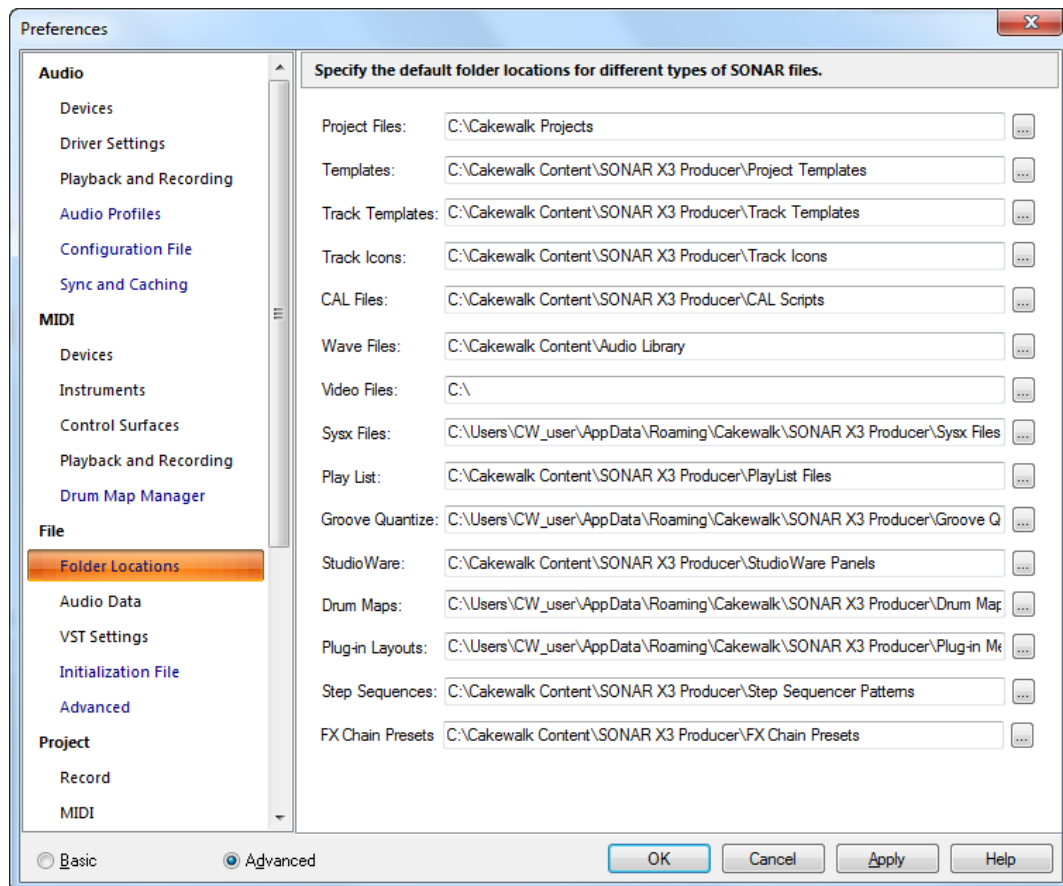 Preferences
Audio
Devices
Driver Settings
Playback and Recording
Audio Profiles
Configuration File
Sync and Caching
MIDI
Devices
Instruments
Control Surfaces
Playback and Recording
Drum Map Manager
File
Folder Locations
Audio Data
VST Settings
Initialization File
Advanced
Project
Record
MIDI
Specify the default folder locations for different types of SONAR files.
Project Files: C:\Cakewalk Projects ...
Templates: C:\Cakewalk Content\SONAR X3 Producer\Project Templates ...
Track Templates: C:\Cakewalk Content\SONAR X3 Producer\Track Templates ...
Track Icons: C:\Cakewalk Content\SONAR X3 Producer\Track Icons ...
CAL Files: C:\Cakewalk Content\SONAR X3 Producer\CAL Scripts ...
Wave Files: C:\Cakewalk Content\Audio Library ...
Video Files: C:\ ...
Sysx Files: C:\Users\CW_user\AppData\Roaming\Cakewalk\SONAR X3 Producer\Sysx Files ...
Play List: C:\Cakewalk Content\SONAR X3 Producer\PlayList Files ...
Groove Quantize: C:\Users\CW_user\AppData\Roaming\Cakewalk\SONAR X3 Producer\Groove Q ...
StudioWare: C:\Cakewalk Content\SONAR X3 Producer\StudioWare Panels ...
Drum Maps: C:\Users\CW_user\AppData\Roaming\Cakewalk\SONAR X3 Producer\Drum Map ...
Plug-in Layouts: C:\Users\CW_user\AppData\Roaming\Cakewalk\SONAR X3 Producer\Plug-in Me ...
Step Sequences: C:\Cakewalk Content\SONAR X3 Producer\Step Sequencer Patterns ...
FX Chain Presets C:\Cakewalk Content\SONAR X3 Producer\FX Chain Presets ...
Basic Advanced OK Cancel Apply Help